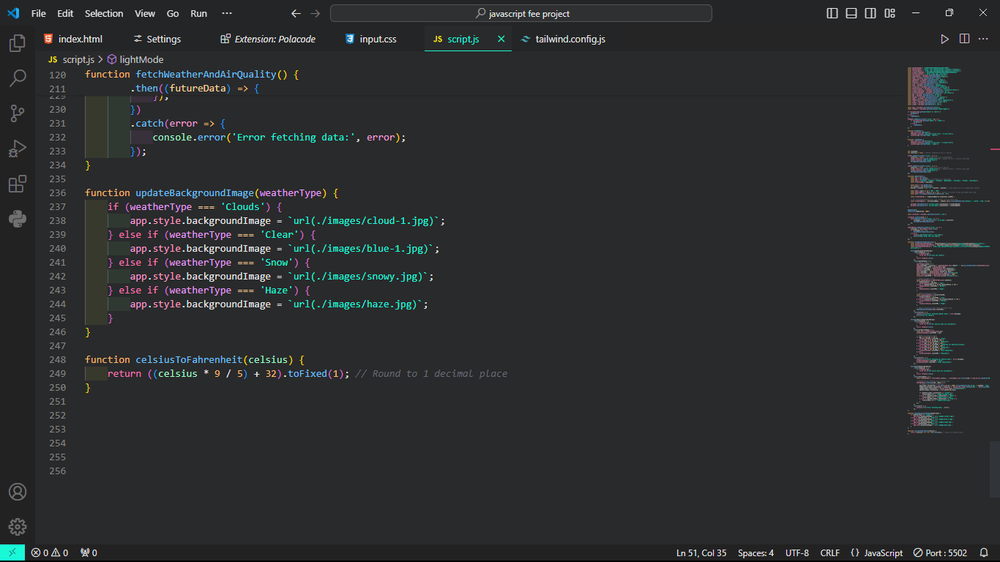 File Edit Selection View Go Run ··· javascript fee project
index.html Settings Extension: Polacode input.css JS script.js tailwind.config.js
JS script.js > lightMode
120 function fetchWeatherAndAirQuality() {
211 .then((futureData) => {
229 });
230 })
231 .catch(error => {
232 console.error('Error fetching data:', error);
233 });
234 }
235
236 function updateBackgroundImage(weatherType) {
237 if (weatherType === 'Clouds') {
238 app.style.backgroundImage = `url(./images/cloud-1.jpg)`;
239 } else if (weatherType === 'Clear') {
240 app.style.backgroundImage = `url(./images/blue-1.jpg)`;
241 } else if (weatherType === 'Snow') {
242 app.style.backgroundImage = `url(./images/snowy.jpg)`;
243 } else if (weatherType === 'Haze') {
244 app.style.backgroundImage = `url(./images/haze.jpg)`;
245 }
246 }
247
248 function celsiusToFahrenheit(celsius) {
249 return ((celsius * 9 / 5) + 32).toFixed(1); // Round to 1 decimal place
250 }
251
252
253
254
255
256
0 0 0 Ln 51, Col 35 Spaces: 4 UTF-8 CRLF {} JavaScript Port : 5502